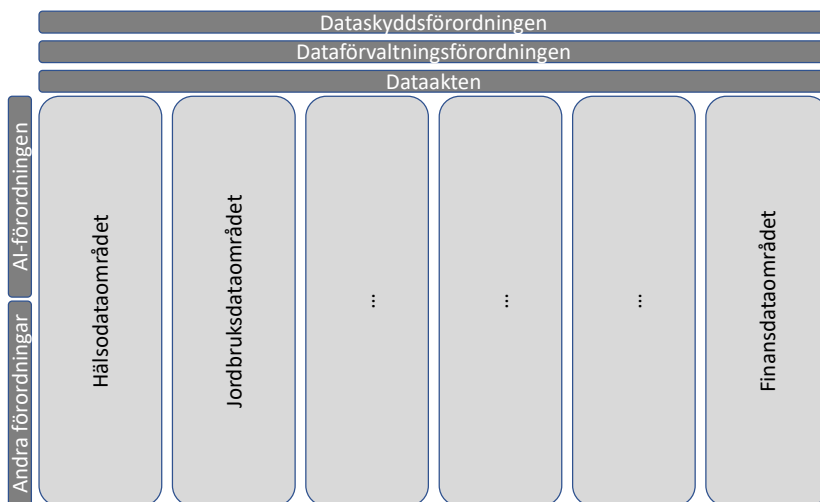 Dataskyddsförordningen
Dataförvaltningsförordningen
Dataakten
AI-förordningen
Andra förordningar
Hälsodataområdet
Jordbruksdataområdet
...
...
...
Finansdataområdet